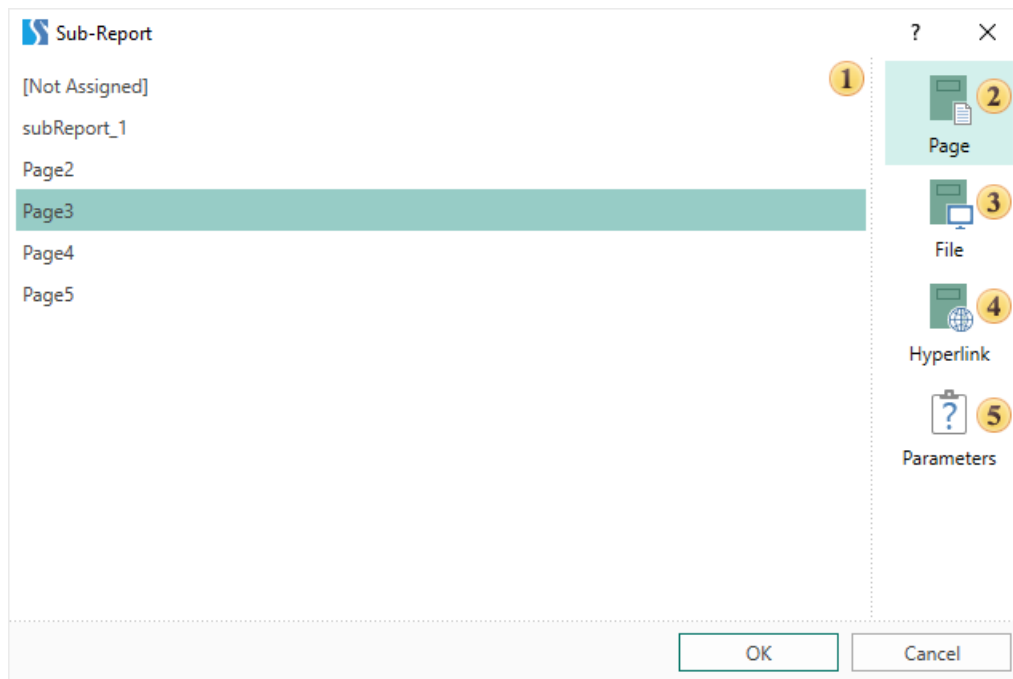 Sub-Report
?
[Not Assigned]
1
subReport_1
Page2
Page3
Page4
Page5
2
Page
3
File
4
Hyperlink
?
5
Parameters
OK
Cancel